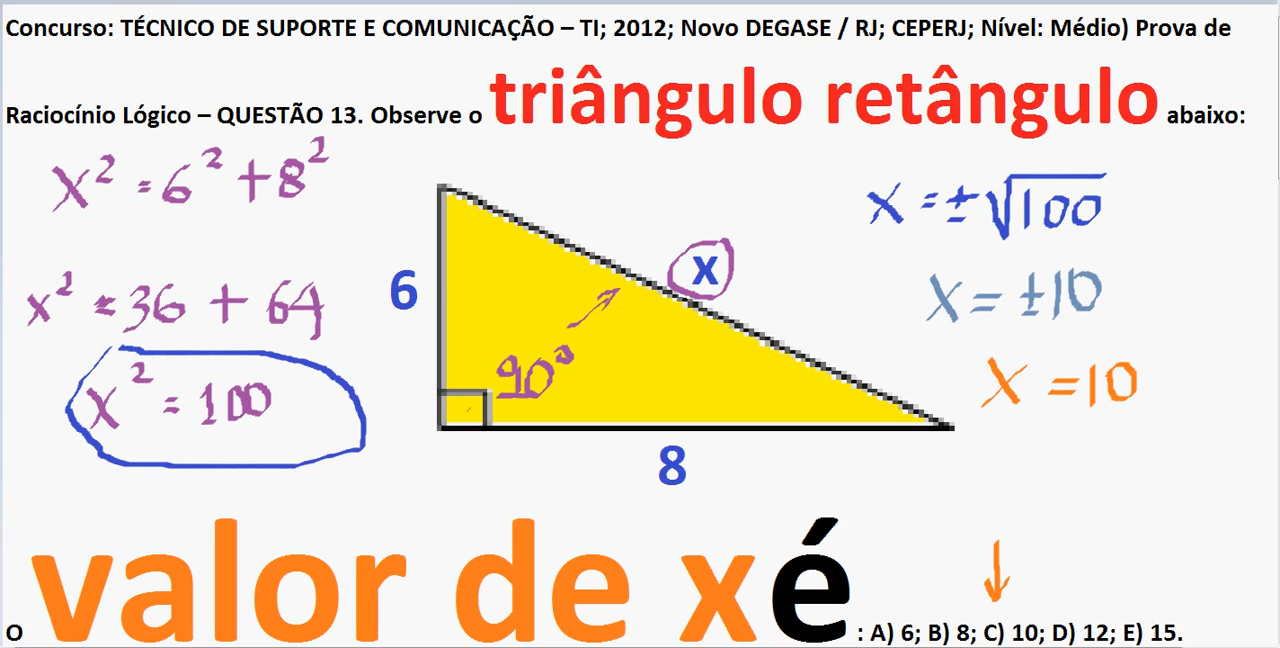 Concurso: TÉCNICO DE SUPORTE E COMUNICAÇÃO – TI; 2012; Novo DEGASE / RJ; CEPERJ; Nível: Médio) Prova de
Raciocínio Lógico – QUESTÃO 13. Observe o triângulo retângulo abaixo:
x² = 6² + 8²
x = ±√100
6
x
x² = 36 + 64
x = ±10
90°
x² = 100
x = 10
8
O valor de x é : A) 6; B) 8; C) 10; D) 12; E) 15.